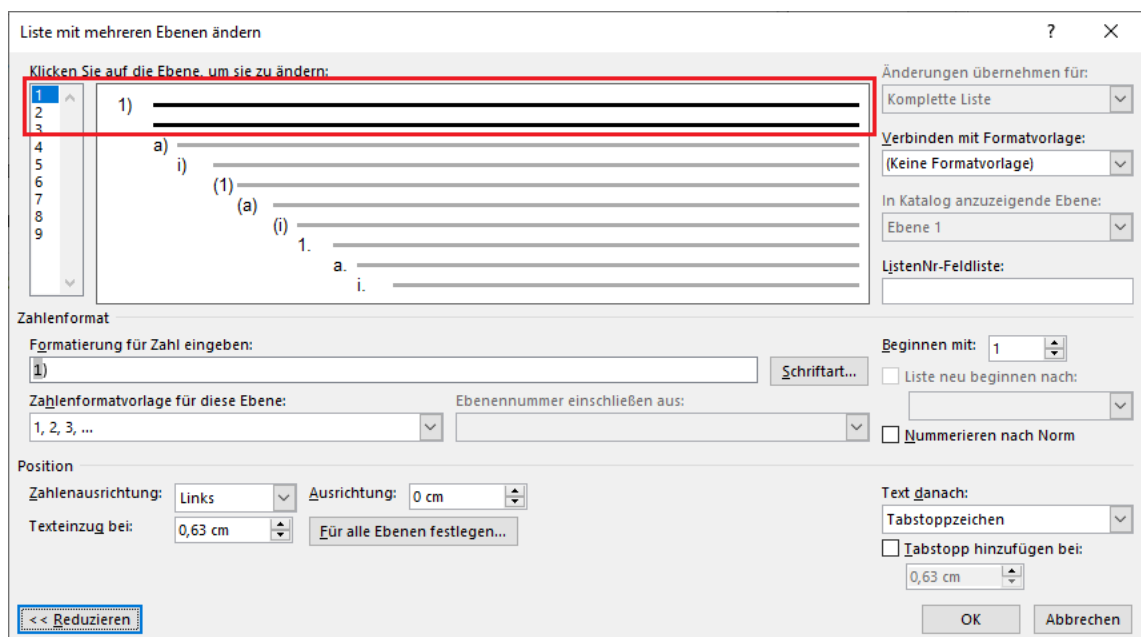 Liste mit mehreren Ebenen ändern
?
Klicken Sie auf die Ebene, um sie zu ändern:
1
2
3
4
5
6
7
8
9
1)
a)
i)
(1)
(a)
(i)
1.
a.
i.
Änderungen übernehmen für:
Komplette Liste
Verbinden mit Formatvorlage:
(Keine Formatvorlage)
In Katalog anzuzeigende Ebene:
Ebene 1
ListenNr-Feldliste:
Zahlenformat
Formatierung für Zahl eingeben:
1)
Schriftart...
Zahlenformatvorlage für diese Ebene:
1, 2, 3, ...
Ebenennummer einschließen aus:
Beginnen mit: 1
Liste neu beginnen nach:
Nummerieren nach Norm
Position
Zahlenausrichtung: Links
Ausrichtung: 0 cm
Texteinzug bei: 0,63 cm
Für alle Ebenen festlegen...
Text danach:
Tabstoppzeichen
Tabstopp hinzufügen bei:
0,63 cm
<< Reduzieren
OK
Abbrechen